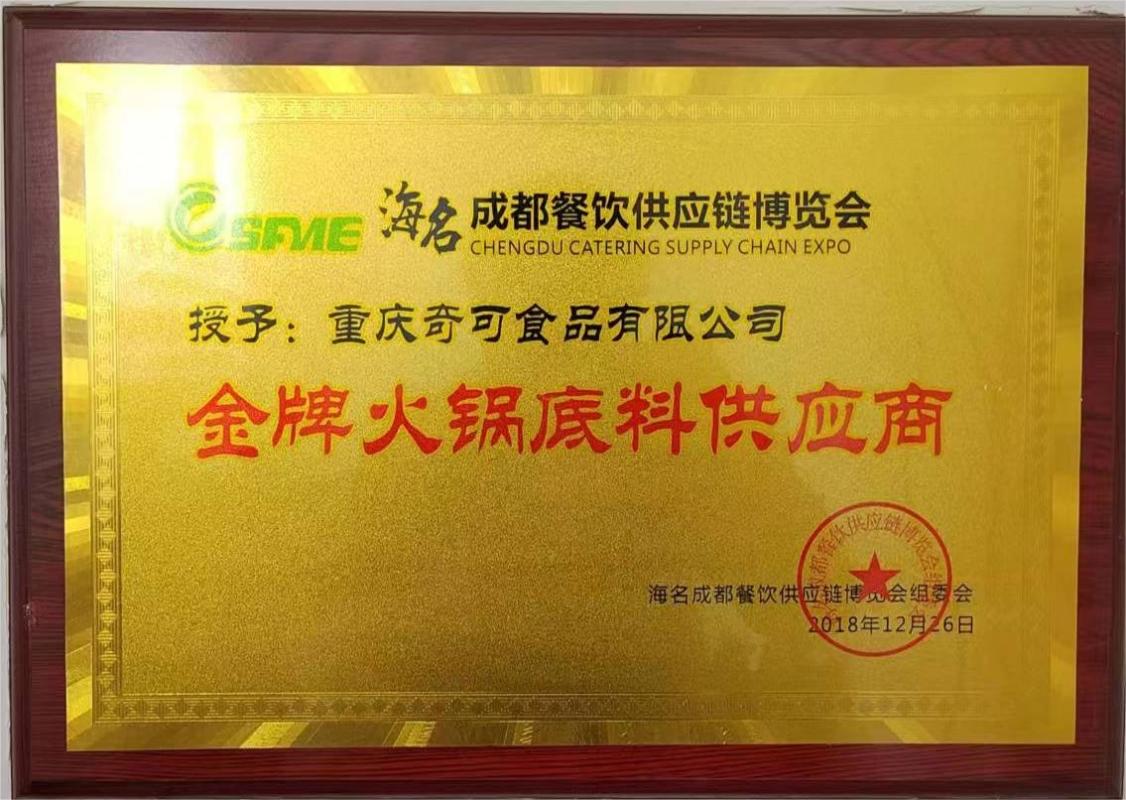 SFME 海名 成都餐饮供应链博览会
CHENGDU CATERING SUPPLY CHAIN EXPO
授予：重庆奇可食品有限公司
金牌火锅底料供应商
海名成都餐饮供应链博览会组委会
2018年12月26日